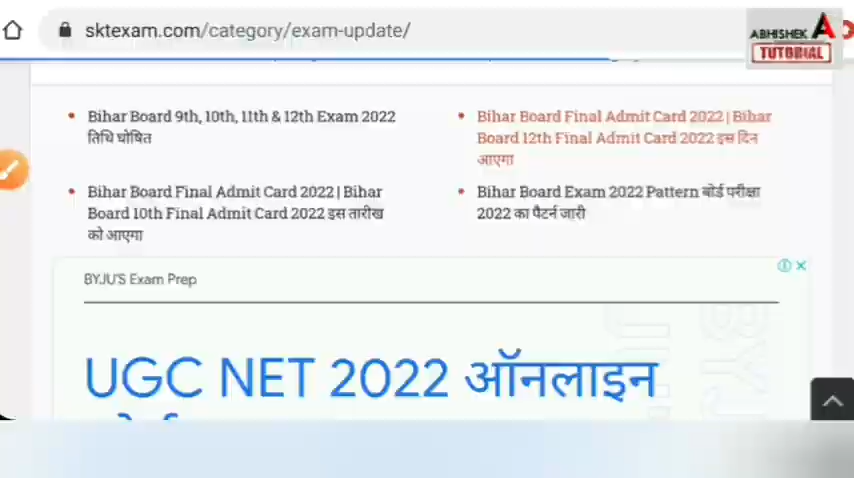 sktexam.com/category/exam-update/
ABHISHEK A
TUTORIAL
Bihar Board 9th, 10th, 11th & 12th Exam 2022
तिथि घोषित
Bihar Board Final Admit Card 2022 | Bihar
Board 12th Final Admit Card 2022 इस दिन
आएगा
Bihar Board Final Admit Card 2022 | Bihar
Board 10th Final Admit Card 2022 इस तारीख
को आएगा
Bihar Board Exam 2022 Pattern बोर्ड परीक्षा
2022 का पैटर्न जारी
BYJU'S Exam Prep
UGC NET 2022 ऑनलाइन